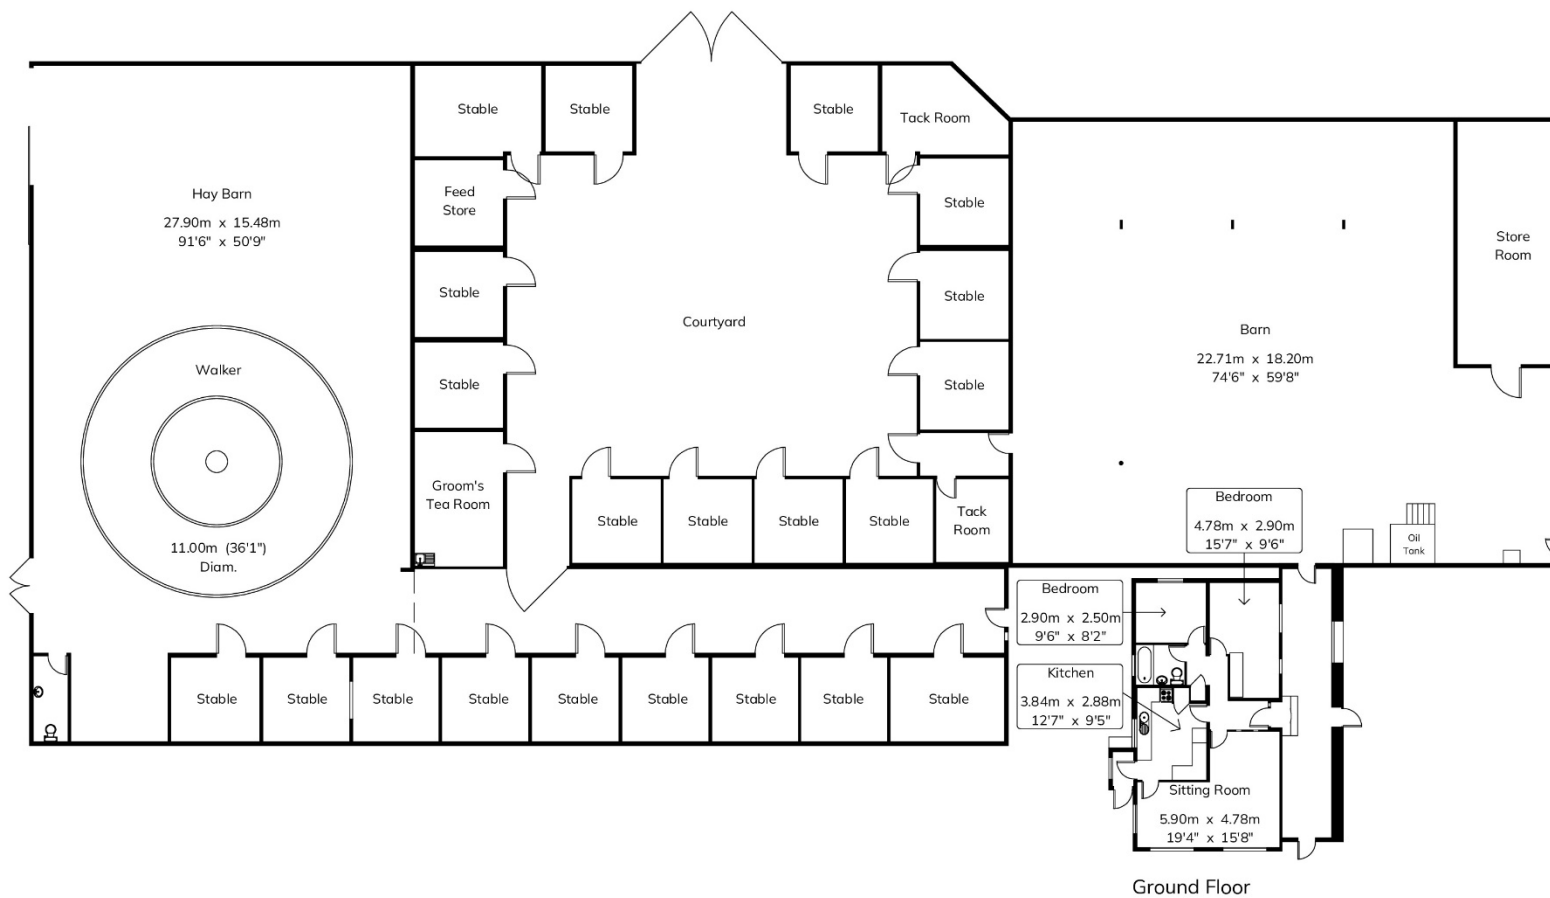 Stable
Stable
Stable
Tack Room
Hay Barn
27.90m x 15.48m
91'6" x 50'9"
Feed
Store
Stable
Store
Room
Stable
Stable
Courtyard
Barn
22.71m x 18.20m
74'6" x 59'8"
Walker
Stable
Stable
Groom's
Tea Room
11.00m (36'1")
Diam.
Stable
Stable
Stable
Stable
Tack
Room
Bedroom
4.78m x 2.90m
15'7" x 9'6"
Oil
Tank
Bedroom
2.90m x 2.50m
9'6" x 8'2"
Kitchen
3.84m x 2.88m
12'7" x 9'5"
Stable
Stable
Stable
Stable
Stable
Stable
Stable
Stable
Stable
Sitting Room
5.90m x 4.78m
19'4" x 15'8"
Ground Floor